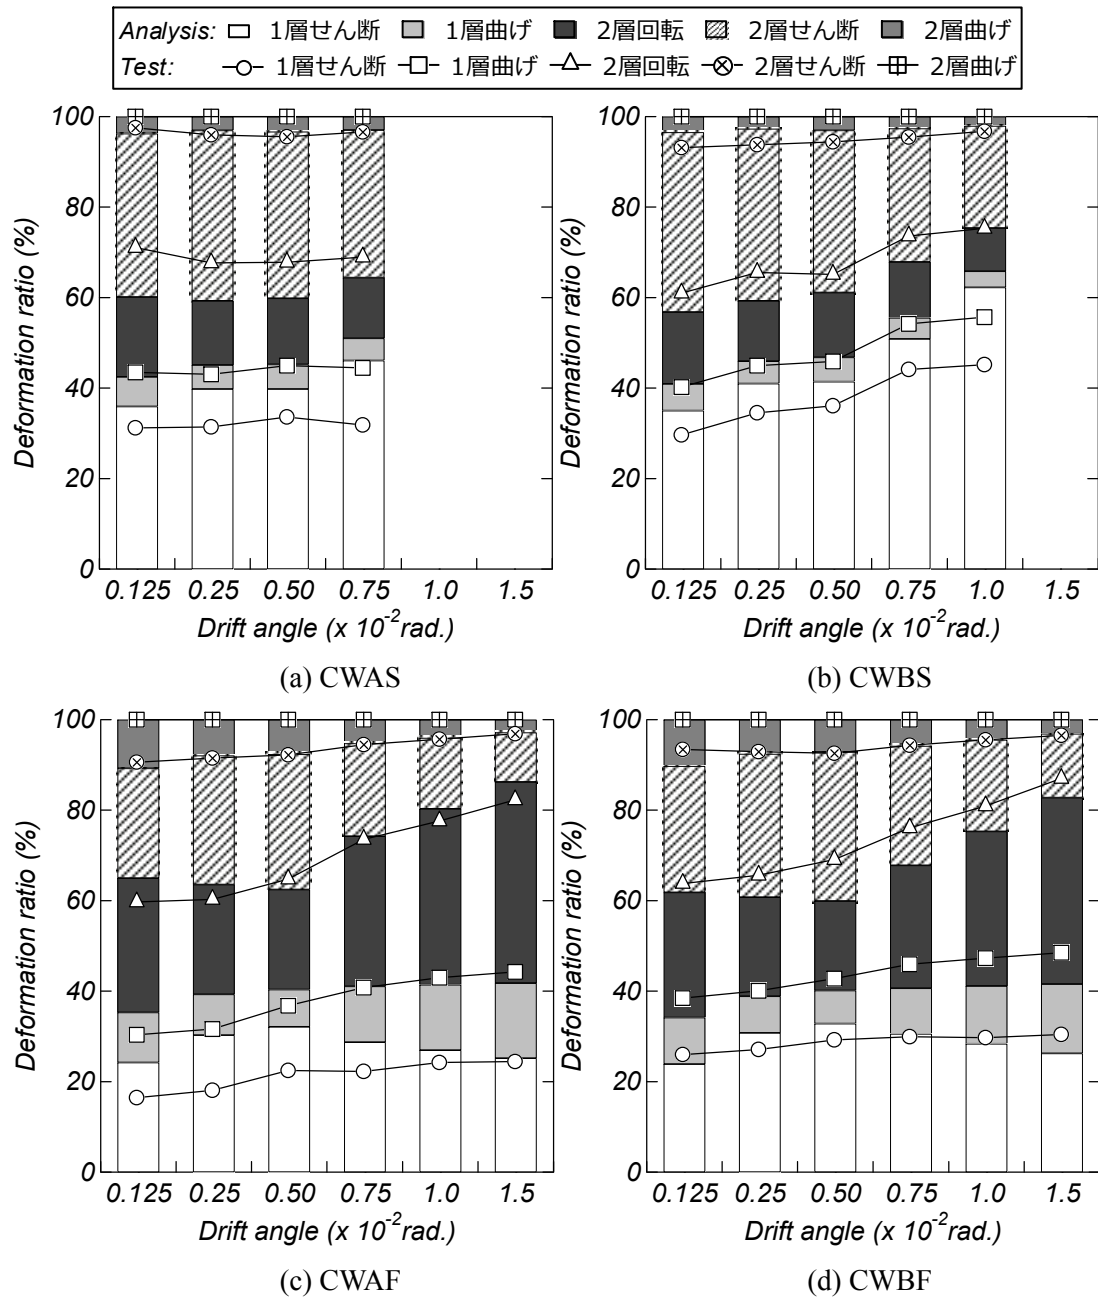 Analysis: 1層せん断 1層曲げ 2層回転 2層せん断 2層曲げ
Test: 1層せん断 1層曲げ 2層回転 2層せん断 2層曲げ
Deformation ratio (%)
100
80
60
40
20
0
0.125 0.25 0.50 0.75 1.0 1.5
Drift angle (x 10⁻²rad.)
(a) CWAS
Deformation ratio (%)
100
80
60
40
20
0
0.125 0.25 0.50 0.75 1.0 1.5
Drift angle (x 10⁻²rad.)
(b) CWBS
Deformation ratio (%)
100
80
60
40
20
0
0.125 0.25 0.50 0.75 1.0 1.5
Drift angle (x 10⁻²rad.)
(c) CWAF
Deformation ratio (%)
100
80
60
40
20
0
0.125 0.25 0.50 0.75 1.0 1.5
Drift angle (x 10⁻²rad.)
(d) CWBF